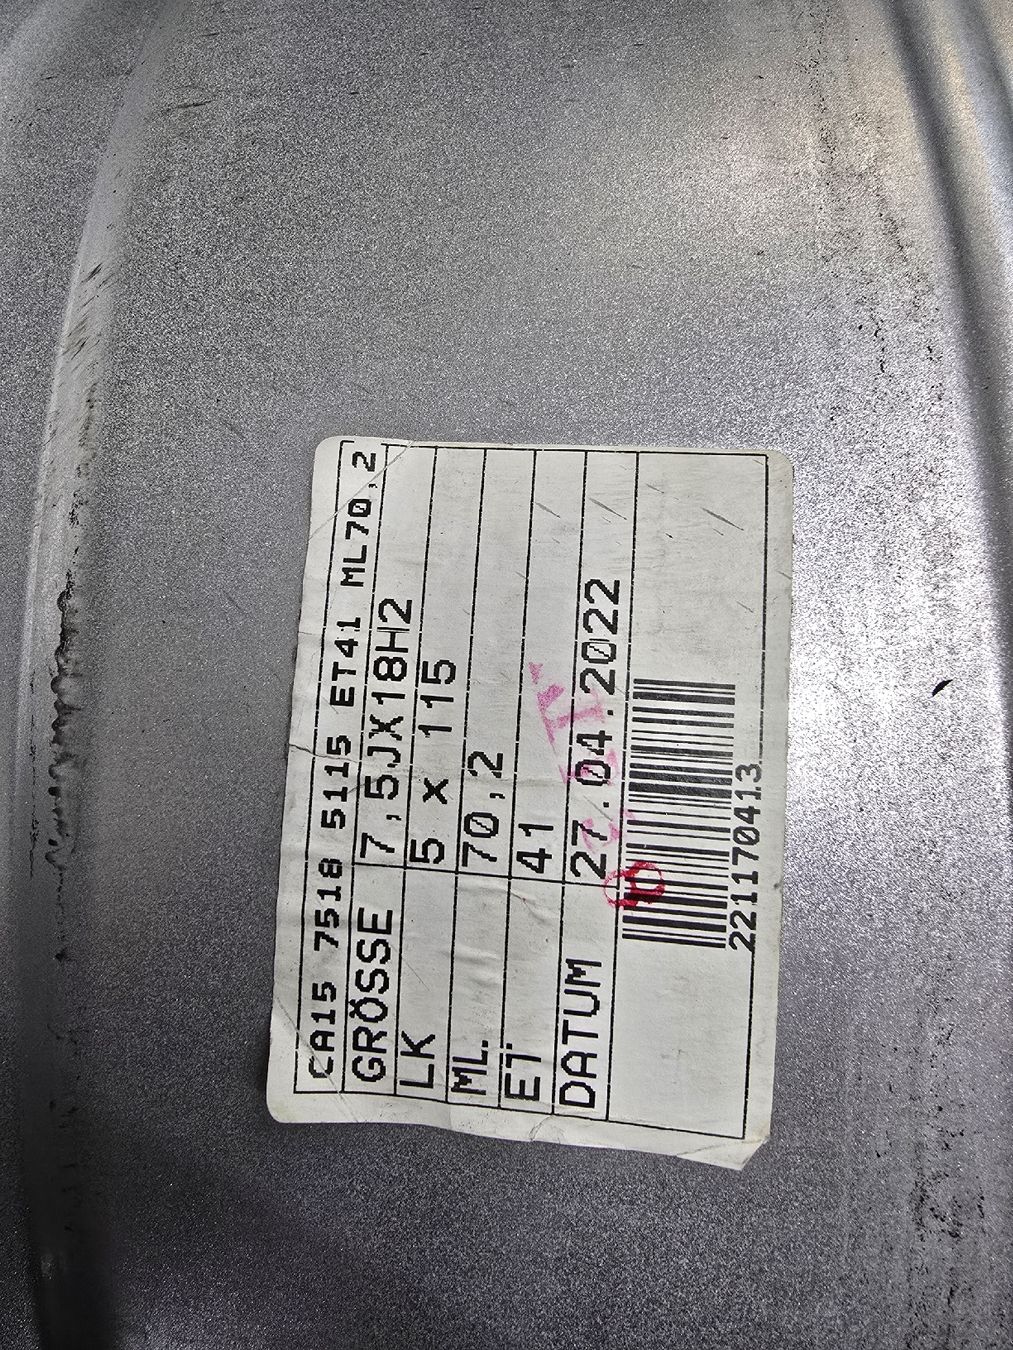 CA15 7518 5115 ET41 ML70,2
GRÖSSE 7,5JX18H2
LK 5 x 115
ML 70,2
ET 41
DATUM 27.04.2022
221170413